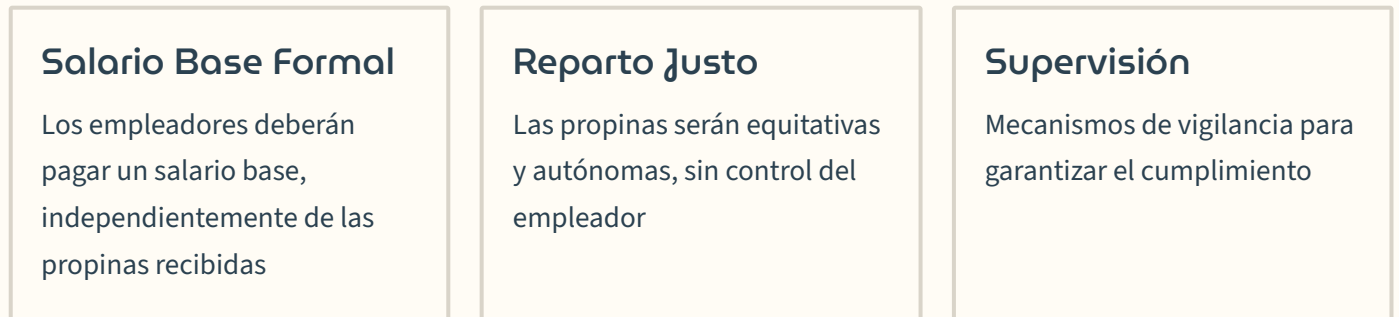 Salario Base Formal
Los empleadores deberán
pagar un salario base,
independientemente de las
propinas recibidas
Reparto Justo
Las propinas serán equitativas
y autónomas, sin control del
empleador
Supervisión
Mecanismos de vigilancia para
garantizar el cumplimiento